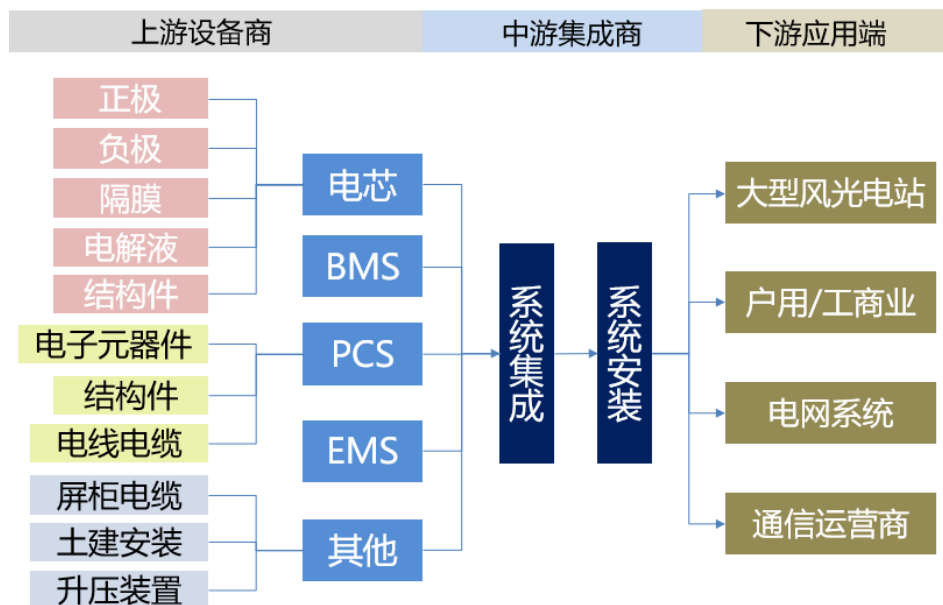 上游设备商
中游集成商
下游应用端
正极
负极
隔膜
电解液
结构件
电子元器件
结构件
电线电缆
屏柜电缆
土建安装
升压装置
电芯
BMS
PCS
EMS
其他
系统集成
系统安装
大型风光电站
户用/工商业
电网系统
通信运营商